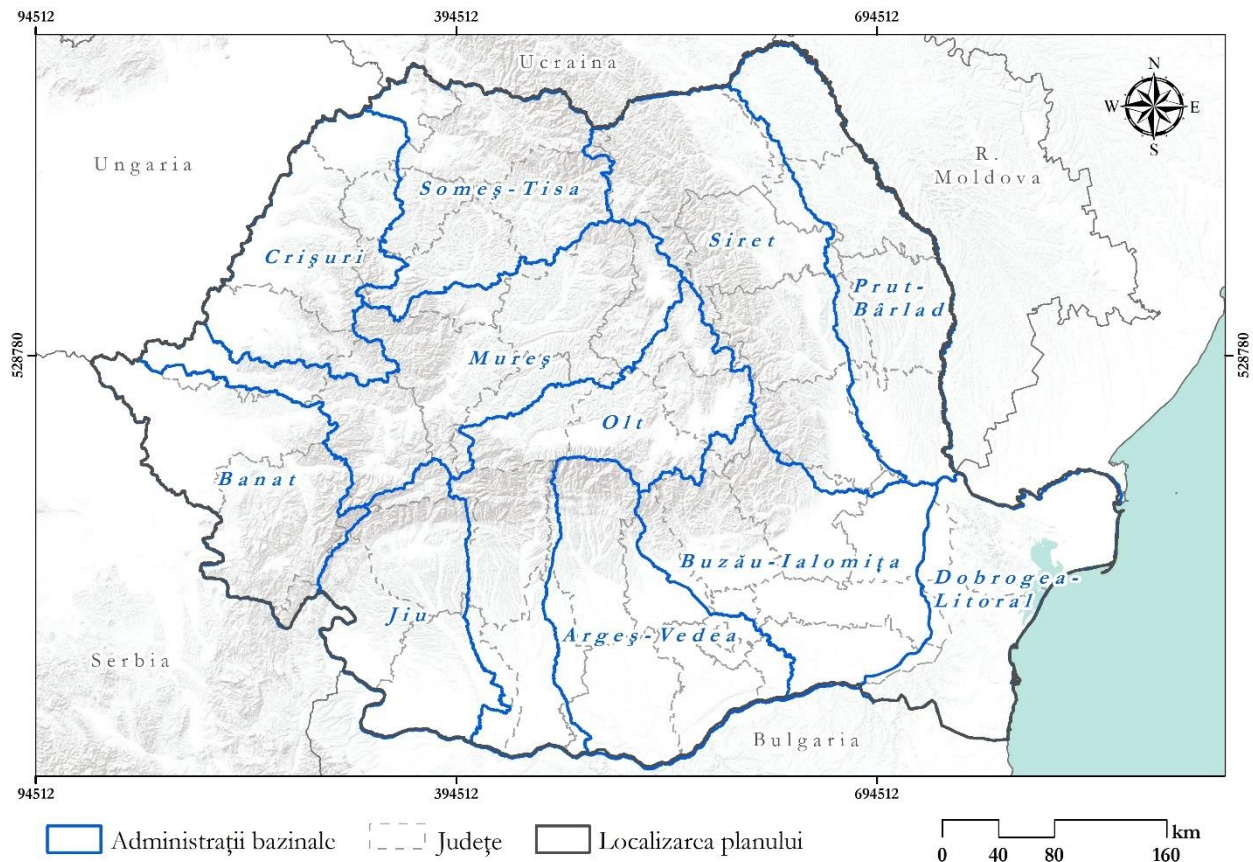 94512
394512
694512
Ucraina
N
W
E
S
Ungaria
R.
Moldova
Someş-Tisa
Siret
Crişuri
Prut-
Bârlad
528780
528780
Mureş
Olt
Banat
Buzău-Ialomiţa
Dobrogea-
Litoral
Jiu
Argeş-Vedea
Serbia
Bulgaria
94512
394512
694512
Administraţii bazinale
Judeţe
Localizarea planului
km
0 40 80 160